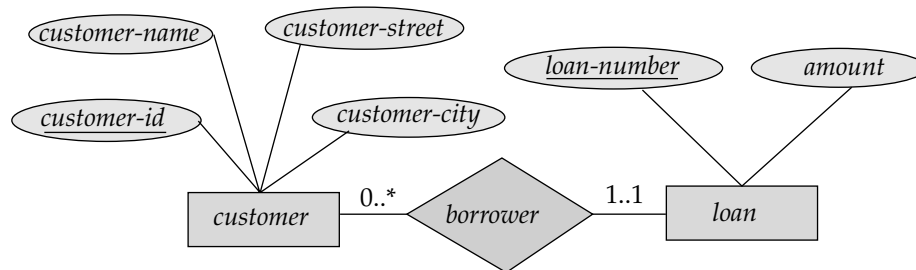 customer-name
customer-street
loan-number
amount
customer-id
customer-city
0..*
1..1
customer
borrower
loan